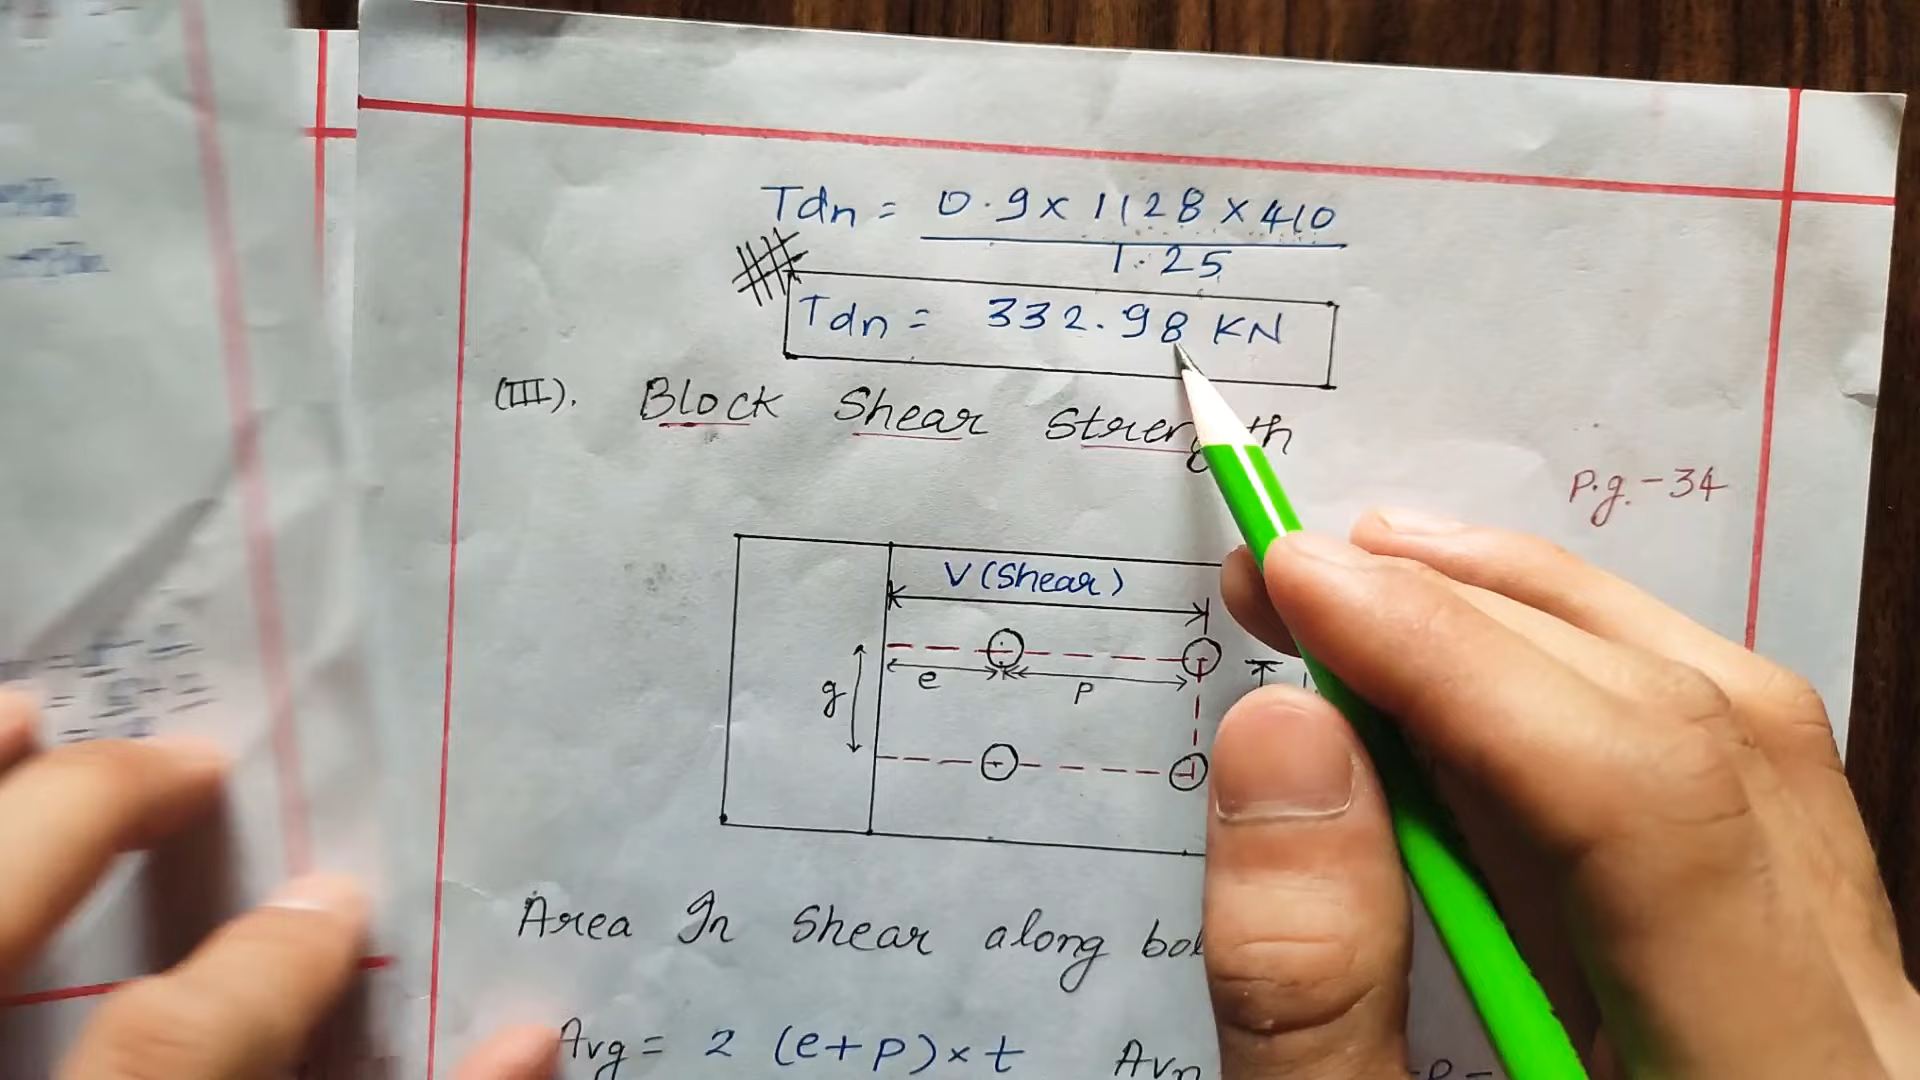 Tdn = 0.9 x 1128 x 410
1.25
Tdn = 332.98 KN
(III). Block Shear Strength
P.g.-34
V (Shear)
e
P
g
Area In Shear along
Avg = 2 (e+p) x t Avn